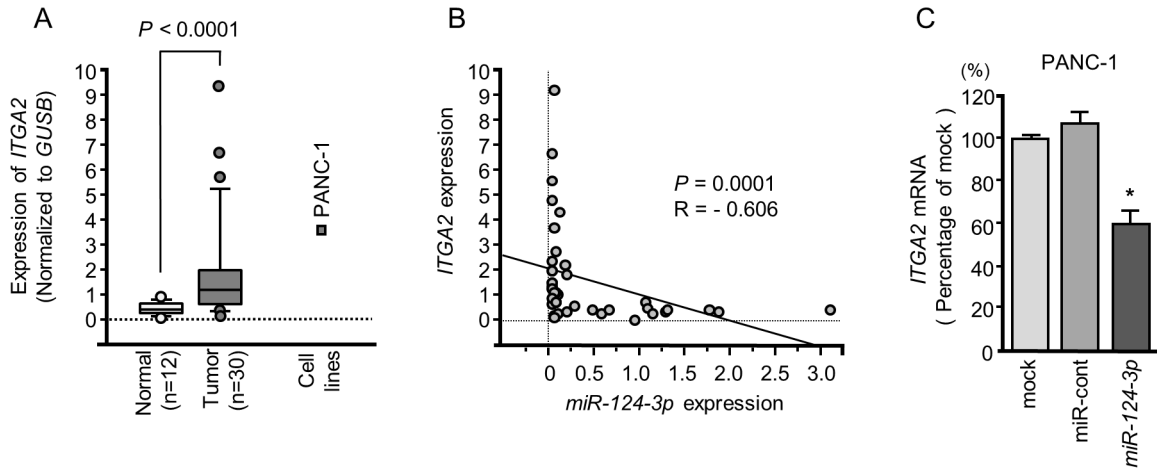 A
P < 0.0001
Expression of ITGA2
(Normalized to GUSB)
10
9
8
7
6
5
4
3
2
1
0
PANC-1
Normal
(n=12)
Tumor
(n=30)
Cell
lines
B
ITGA2 expression
10
9
8
7
6
5
4
3
2
1
0
P = 0.0001
R = - 0.606
0
0.5
1.0
1.5
2.0
2.5
3.0
miR-124-3p expression
C
PANC-1
(%)
ITGA2 mRNA
( Percentage of mock )
120
100
80
60
40
20
0
*
mock
miR-cont
miR-124-3p